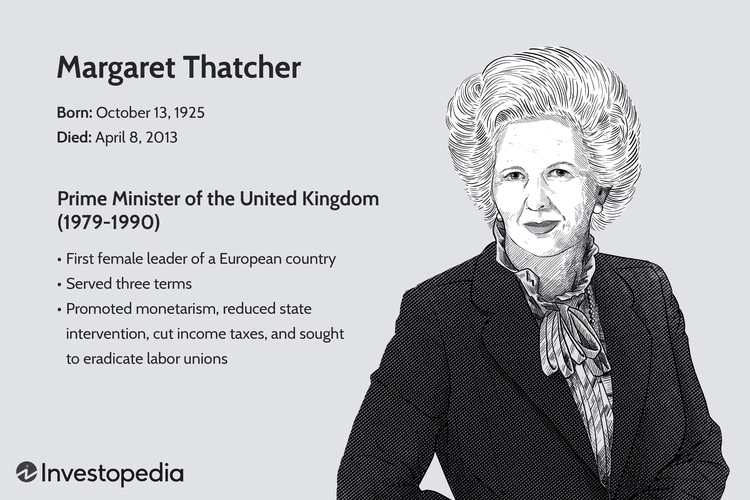 Margaret Thatcher
Born: October 13, 1925
Died: April 8, 2013
Prime Minister of the United Kingdom
(1979-1990)
• First female leader of a European country
• Served three terms
• Promoted monetarism, reduced state
intervention, cut income taxes, and sought
to eradicate labor unions
Investopedia